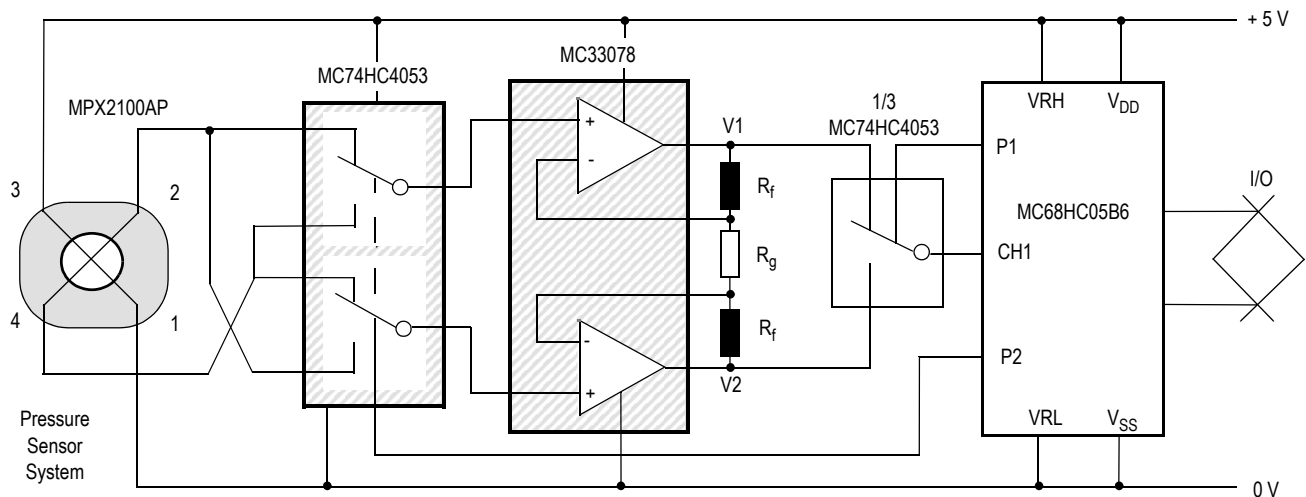 + 5 V
MC33078
MC74HC4053
MPX2100AP
1/3
MC74HC4053
VRH
VDD
V1
P1
+
-
Rf
3
2
I/O
MC68HC05B6
Rg
CH1
4
1
-
Rf
P2
+
V2
Pressure
Sensor
System
VRL
VSS
0 V